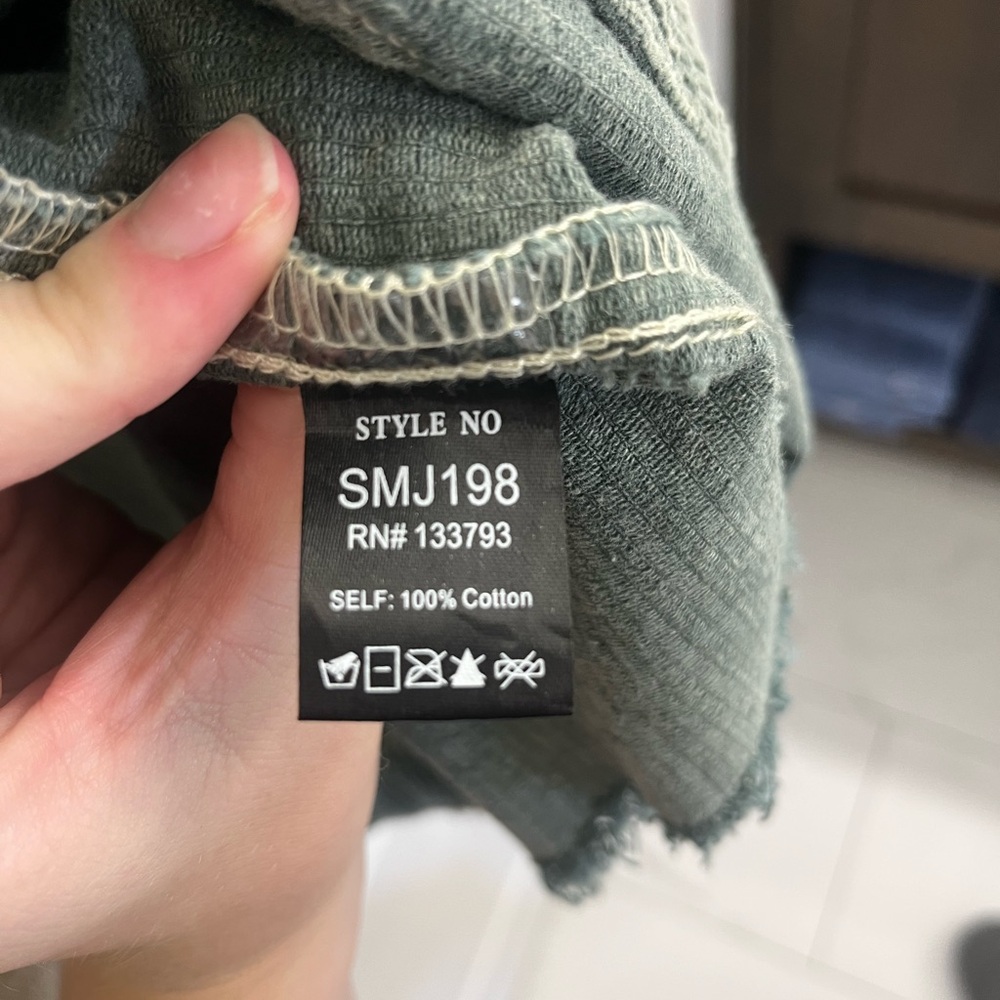 STYLE NO
SMJ198
RN# 133793
SELF: 100% Cotton